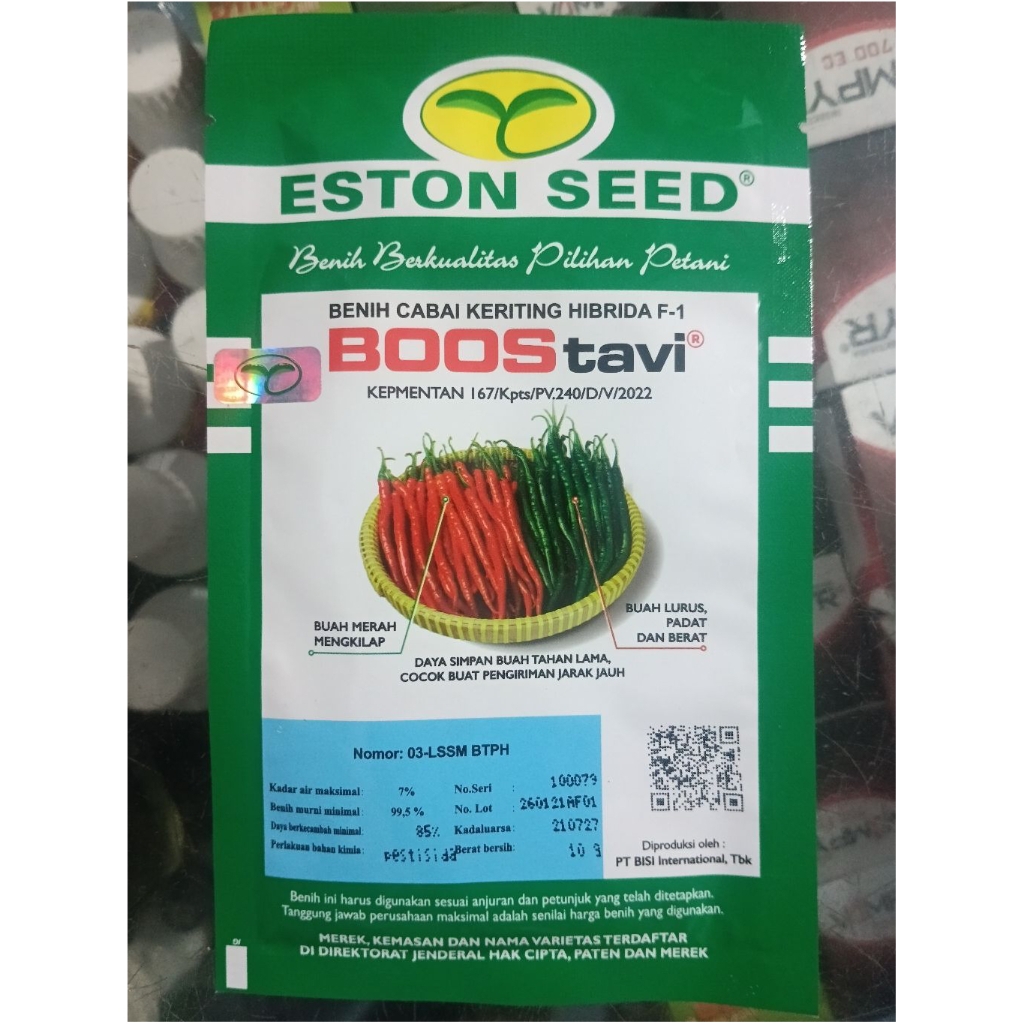 ESTON SEED®
Benih Berkualitas Pilihan Petani
BENIH CABAI KERITING HIBRIDA F-1
BOOStavi®
KEPMENTAN 167/Kpts/PV.240/D/V/2022
BUAH MERAH
MENGKILAP
BUAH LURUS,
PADAT
DAN BERAT
DAYA SIMPAN BUAH TAHAN LAMA,
COCOK BUAT PENGIRIMAN JARAK JAUH
Nomor: 03-LSSM BTPH
Kadar air maksimal: 7% No.Seri : 100079
Benih murni minimal: 99,5 % No. Lot : 260121AF01
Daya berkecambah minimal: 85% Kadaluarsa : 210727
Perlakuan bahan kimia: pestisida Berat bersih: 10 g
Diproduksi oleh :
PT BISI International, Tbk
Benih ini harus digunakan sesuai anjuran dan petunjuk yang telah ditetapkan.
Tanggung jawab perusahaan maksimal adalah senilai harga benih yang digunakan.
MEREK, KEMASAN DAN NAMA VARIETAS TERDAFTAR
DI DIREKTORAT JENDERAL HAK CIPTA, PATEN DAN MEREK
700 EC